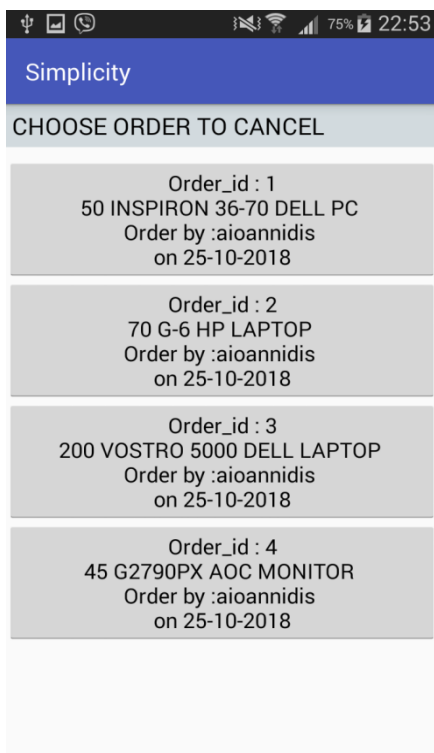 75% 22:53
Simplicity
CHOOSE ORDER TO CANCEL
Order_id : 1
50 INSPIRON 36-70 DELL PC
Order by :aioannidis
on 25-10-2018
Order_id : 2
70 G-6 HP LAPTOP
Order by :aioannidis
on 25-10-2018
Order_id : 3
200 VOSTRO 5000 DELL LAPTOP
Order by :aioannidis
on 25-10-2018
Order_id : 4
45 G2790PX AOC MONITOR
Order by :aioannidis
on 25-10-2018